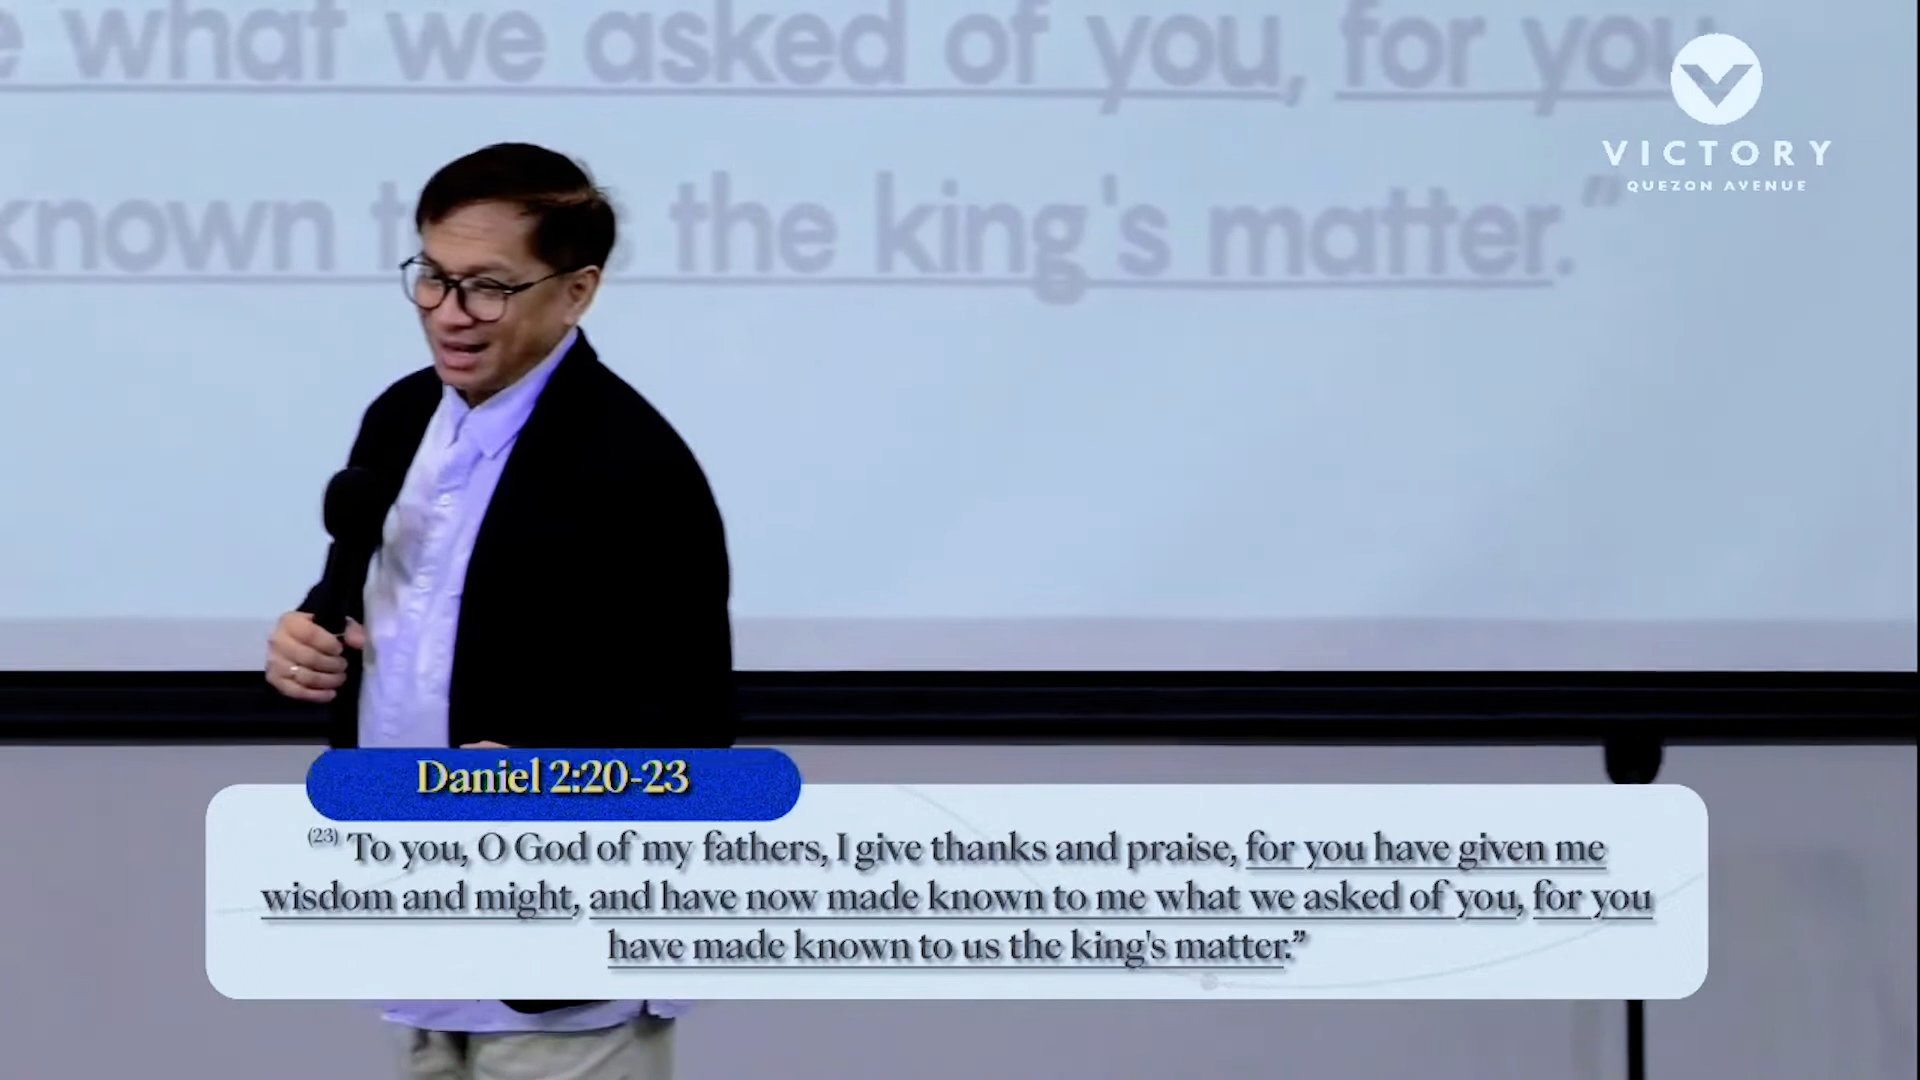 what we asked of you, for you
known the king's matter.”
VICTORY
QUEZON AVENUE
Daniel 2:20-23
(23) To you, O God of my fathers, I give thanks and praise, for you have given me
wisdom and might, and have now made known to me what we asked of you, for you
have made known to us the king's matter.”